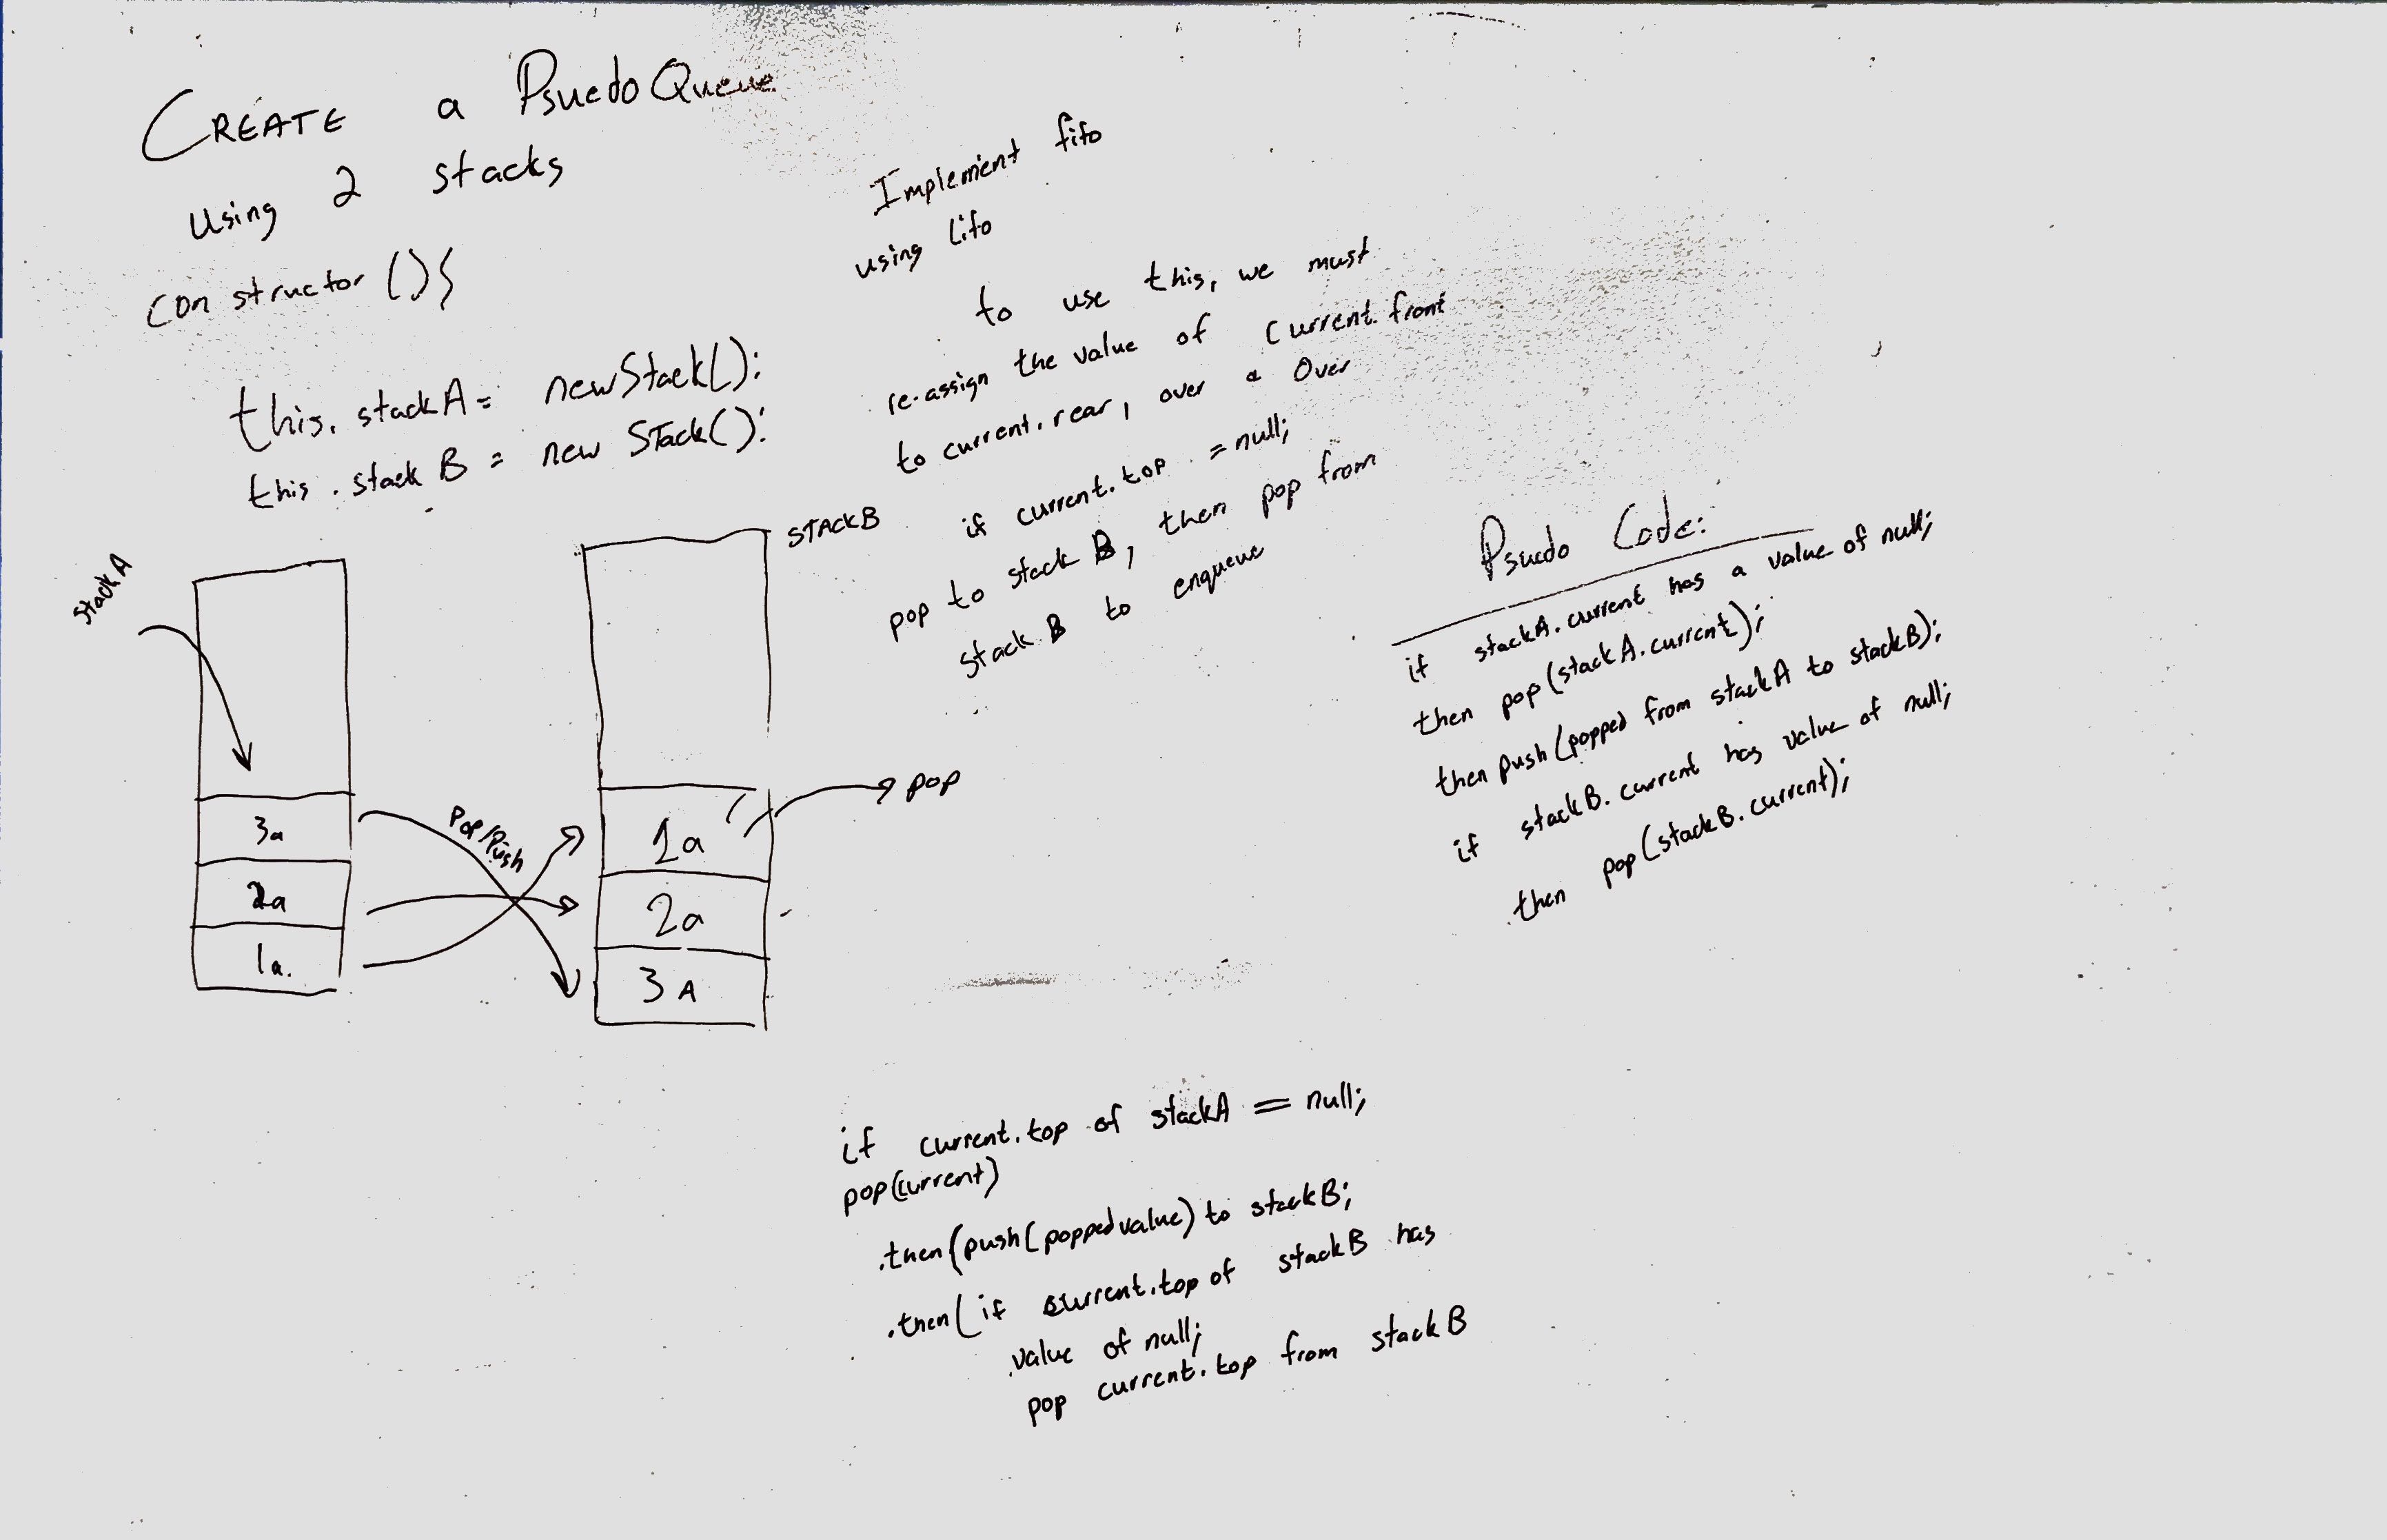 CREATE a PsuedoQueue
Using 2 stacks
constructor (){
this.stackA = newStack();
this.stackB = new STack();
Implement fifo
using Lifo
to use this, we must
re-assign the value of current.front
to current.rear, over & Over
if current.top = null;
pop to stack B, then pop from
stack B to enqueue
stackA
STACKB
3a
2a
1a.
Pop/Push
1a
2a
3A
pop
Psuedo Code:
if stackA.current has a value of null;
then pop(stackA.current);
then push(popped from stackA to stackB);
if stackB.current has value of null;
then pop(stackB.current);
if current.top of stackA = null;
pop(current)
.then(push(poppedvalue) to stackB;
.then(if current.top of stackB has
value of null;
pop current.top from stackB